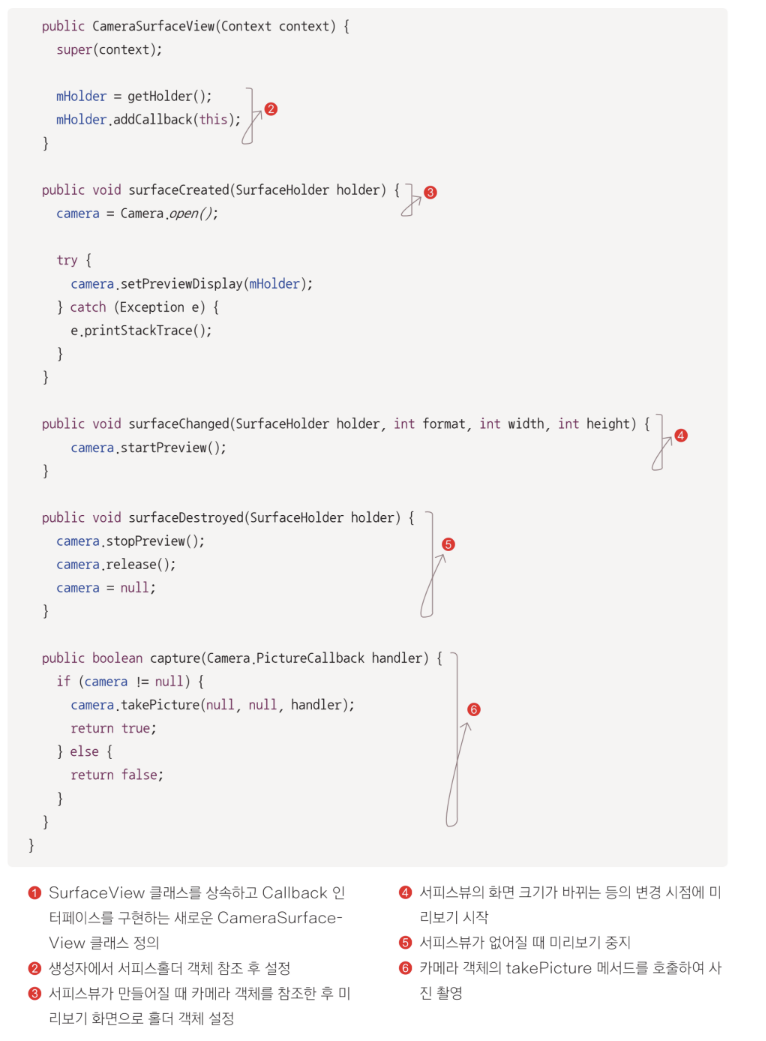 public CameraSurfaceView(Context context) {
super(context);
mHolder = getHolder();
mHolder.addCallback(this);
❷
}
public void surfaceCreated(SurfaceHolder holder) {
❸
camera = Camera.open();
try {
camera.setPreviewDisplay(mHolder);
} catch (Exception e) {
e.printStackTrace();
}
}
public void surfaceChanged(SurfaceHolder holder, int format, int width, int height) {
❹
camera.startPreview();
}
public void surfaceDestroyed(SurfaceHolder holder) {
camera.stopPreview();
❺
camera.release();
camera = null;
}
public boolean capture(Camera.PictureCallback handler) {
if (camera != null) {
camera.takePicture(null, null, handler);
❻
return true;
} else {
return false;
}
}
}
❶ SurfaceView 클래스를 상속하고 Callback 인
터페이스를 구현하는 새로운 CameraSurface-
View 클래스 정의
❷ 생성자에서 서피스홀더 객체 참조 후 설정
❸ 서피스뷰가 만들어질 때 카메라 객체를 참조한 후 미
리보기 화면으로 홀더 객체 설정
❹ 서피스뷰의 화면 크기가 바뀌는 등의 변경 시점에 미
리보기 시작
❺ 서피스뷰가 없어질 때 미리보기 중지
❻ 카메라 객체의 takePicture 메서드를 호출하여 사
진 촬영